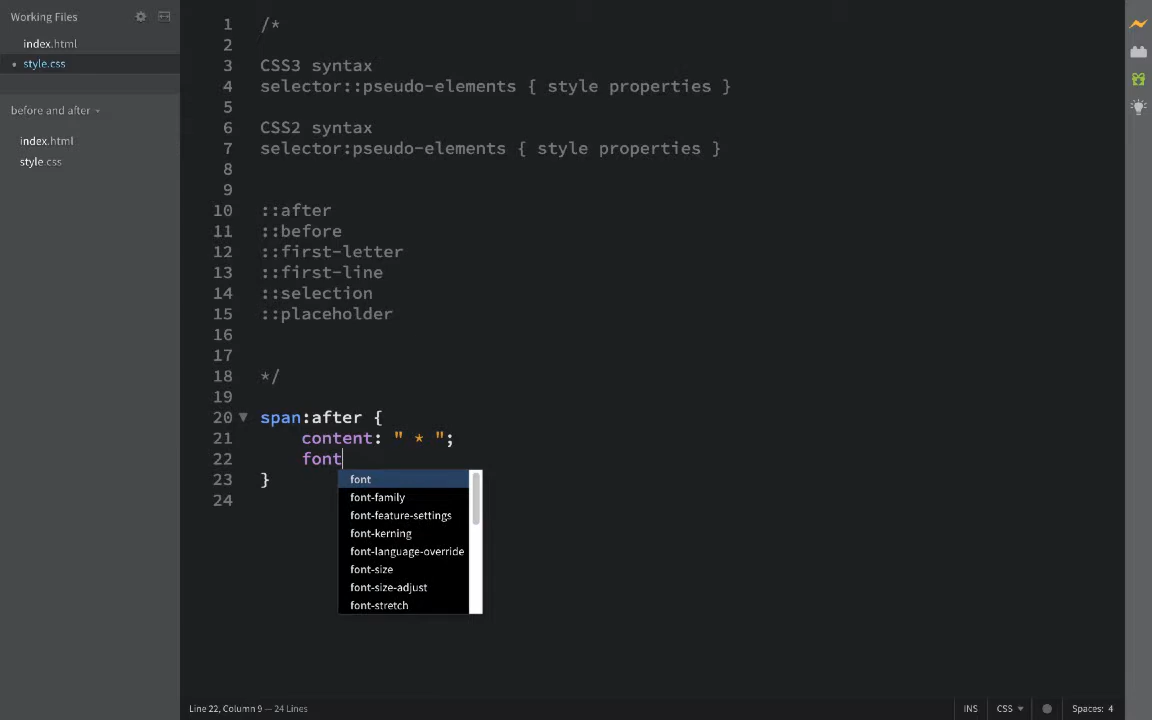 Working Files
index.html
style.css
before and after
index.html
style.css
1 /*
2
3 CSS3 syntax
4 selector::pseudo-elements { style properties }
5
6 CSS2 syntax
7 selector:pseudo-elements { style properties }
8
9
10 ::after
11 ::before
12 ::first-letter
13 ::first-line
14 ::selection
15 ::placeholder
16
17
18 */
19
20 span:after {
21 content: " * ";
22 font
23 }
24
font
font-family
font-feature-settings
font-kerning
font-language-override
font-size
font-size-adjust
font-stretch
Line 22, Column 9 — 24 Lines
INS
CSS
Spaces: 4